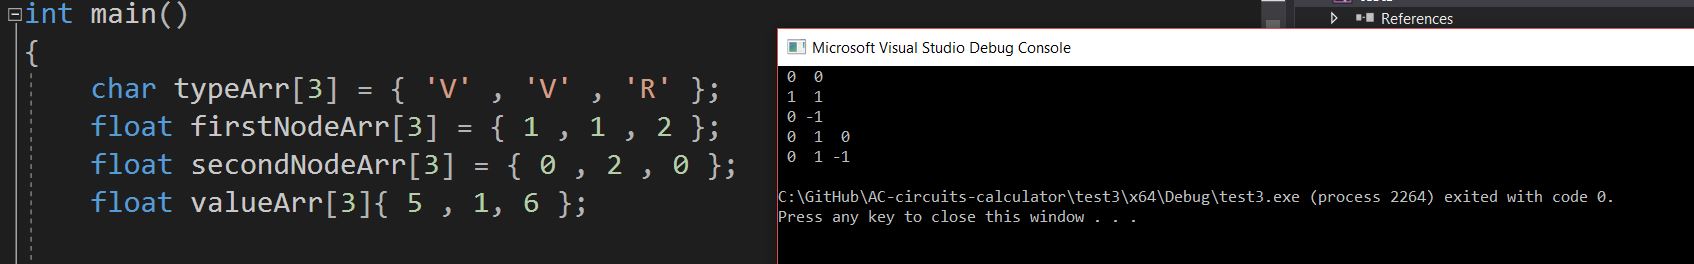 int main()
{
char typeArr[3] = { 'V' , 'V' , 'R' };
float firstNodeArr[3] = { 1 , 1 , 2 };
float secondNodeArr[3] = { 0 , 2 , 0 };
float valueArr[3]{ 5 , 1, 6 };
References
Microsoft Visual Studio Debug Console
0 0
1 1
0 -1
0 1 0
0 1 -1
C:\GitHub\AC-circuits-calculator\test3\x64\Debug\test3.exe (process 2264) exited with code 0.
Press any key to close this window . . .